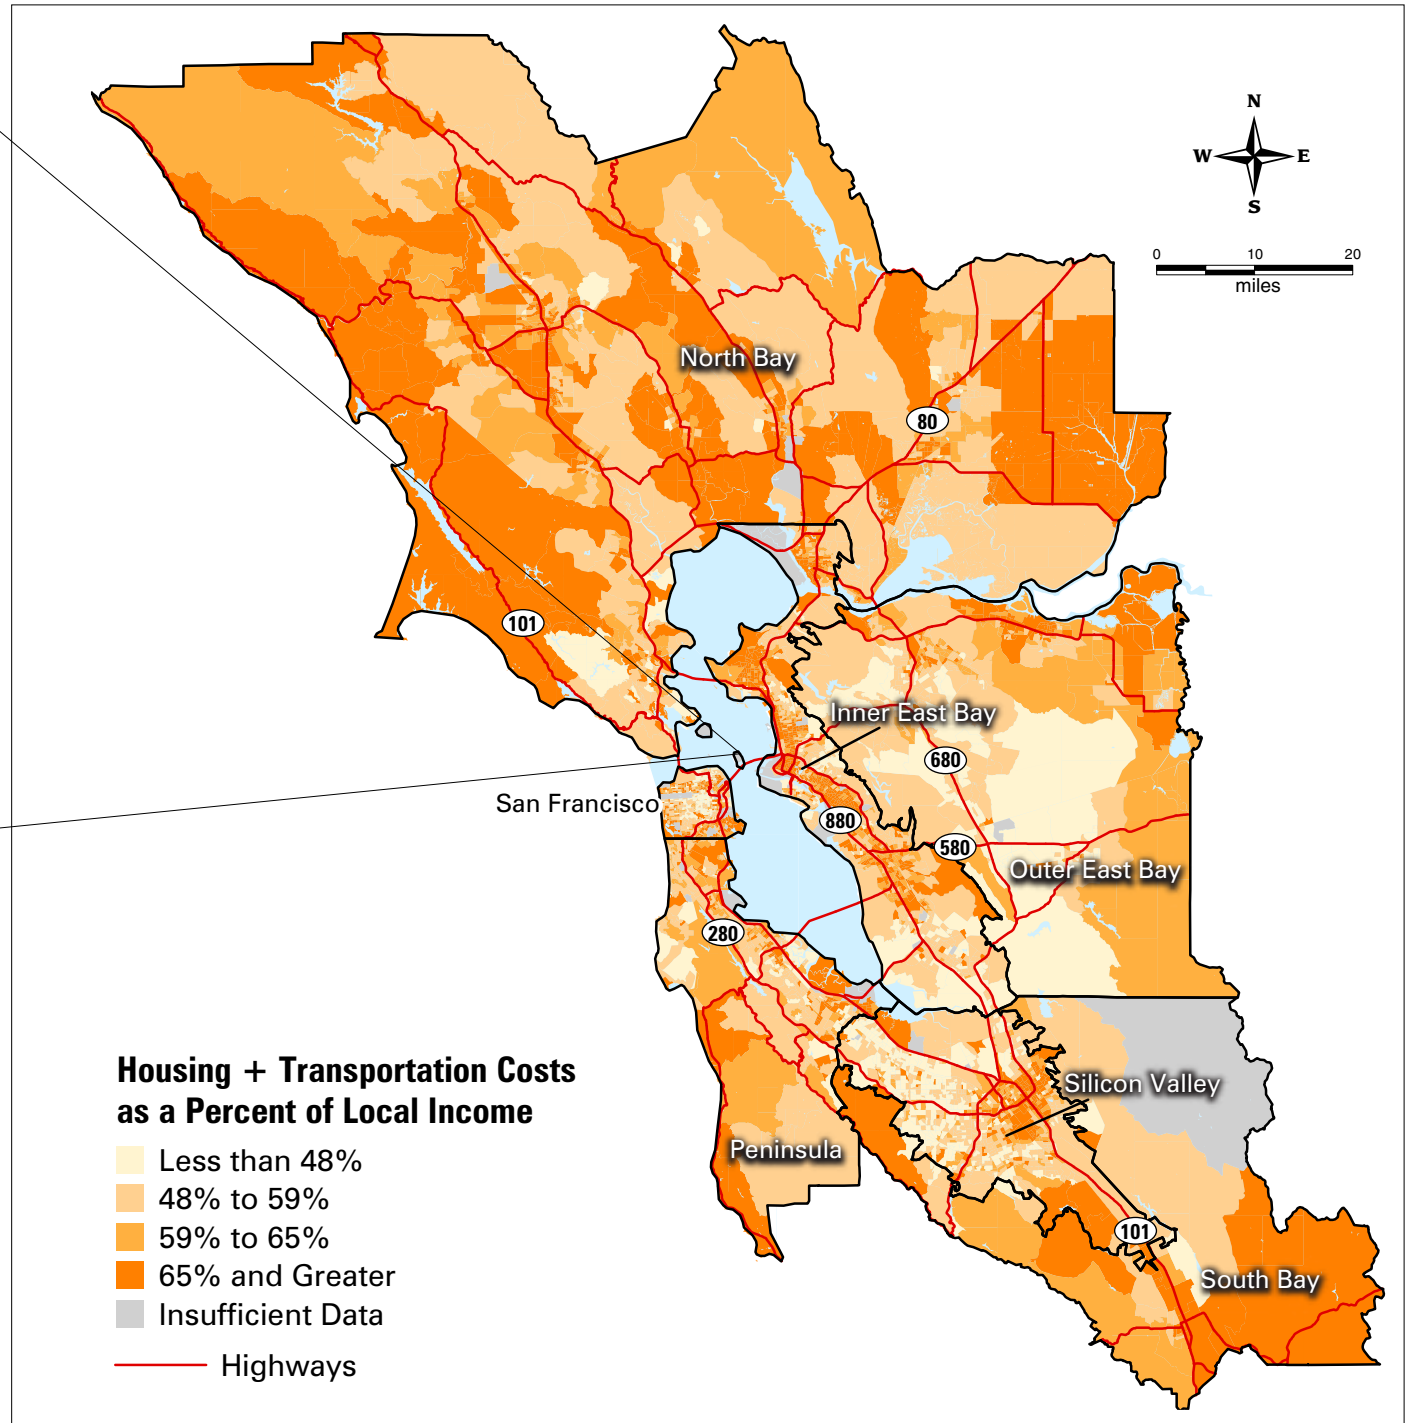 N
W E
S
0 10 20
miles
North Bay
80
101
Inner East Bay
680
San Francisco
880
580
Outer East Bay
280
Housing + Transportation Costs
as a Percent of Local Income
Silicon Valley
Peninsula
Less than 48%
48% to 59%
59% to 65%
101
65% and Greater
South Bay
Insufficient Data
Highways